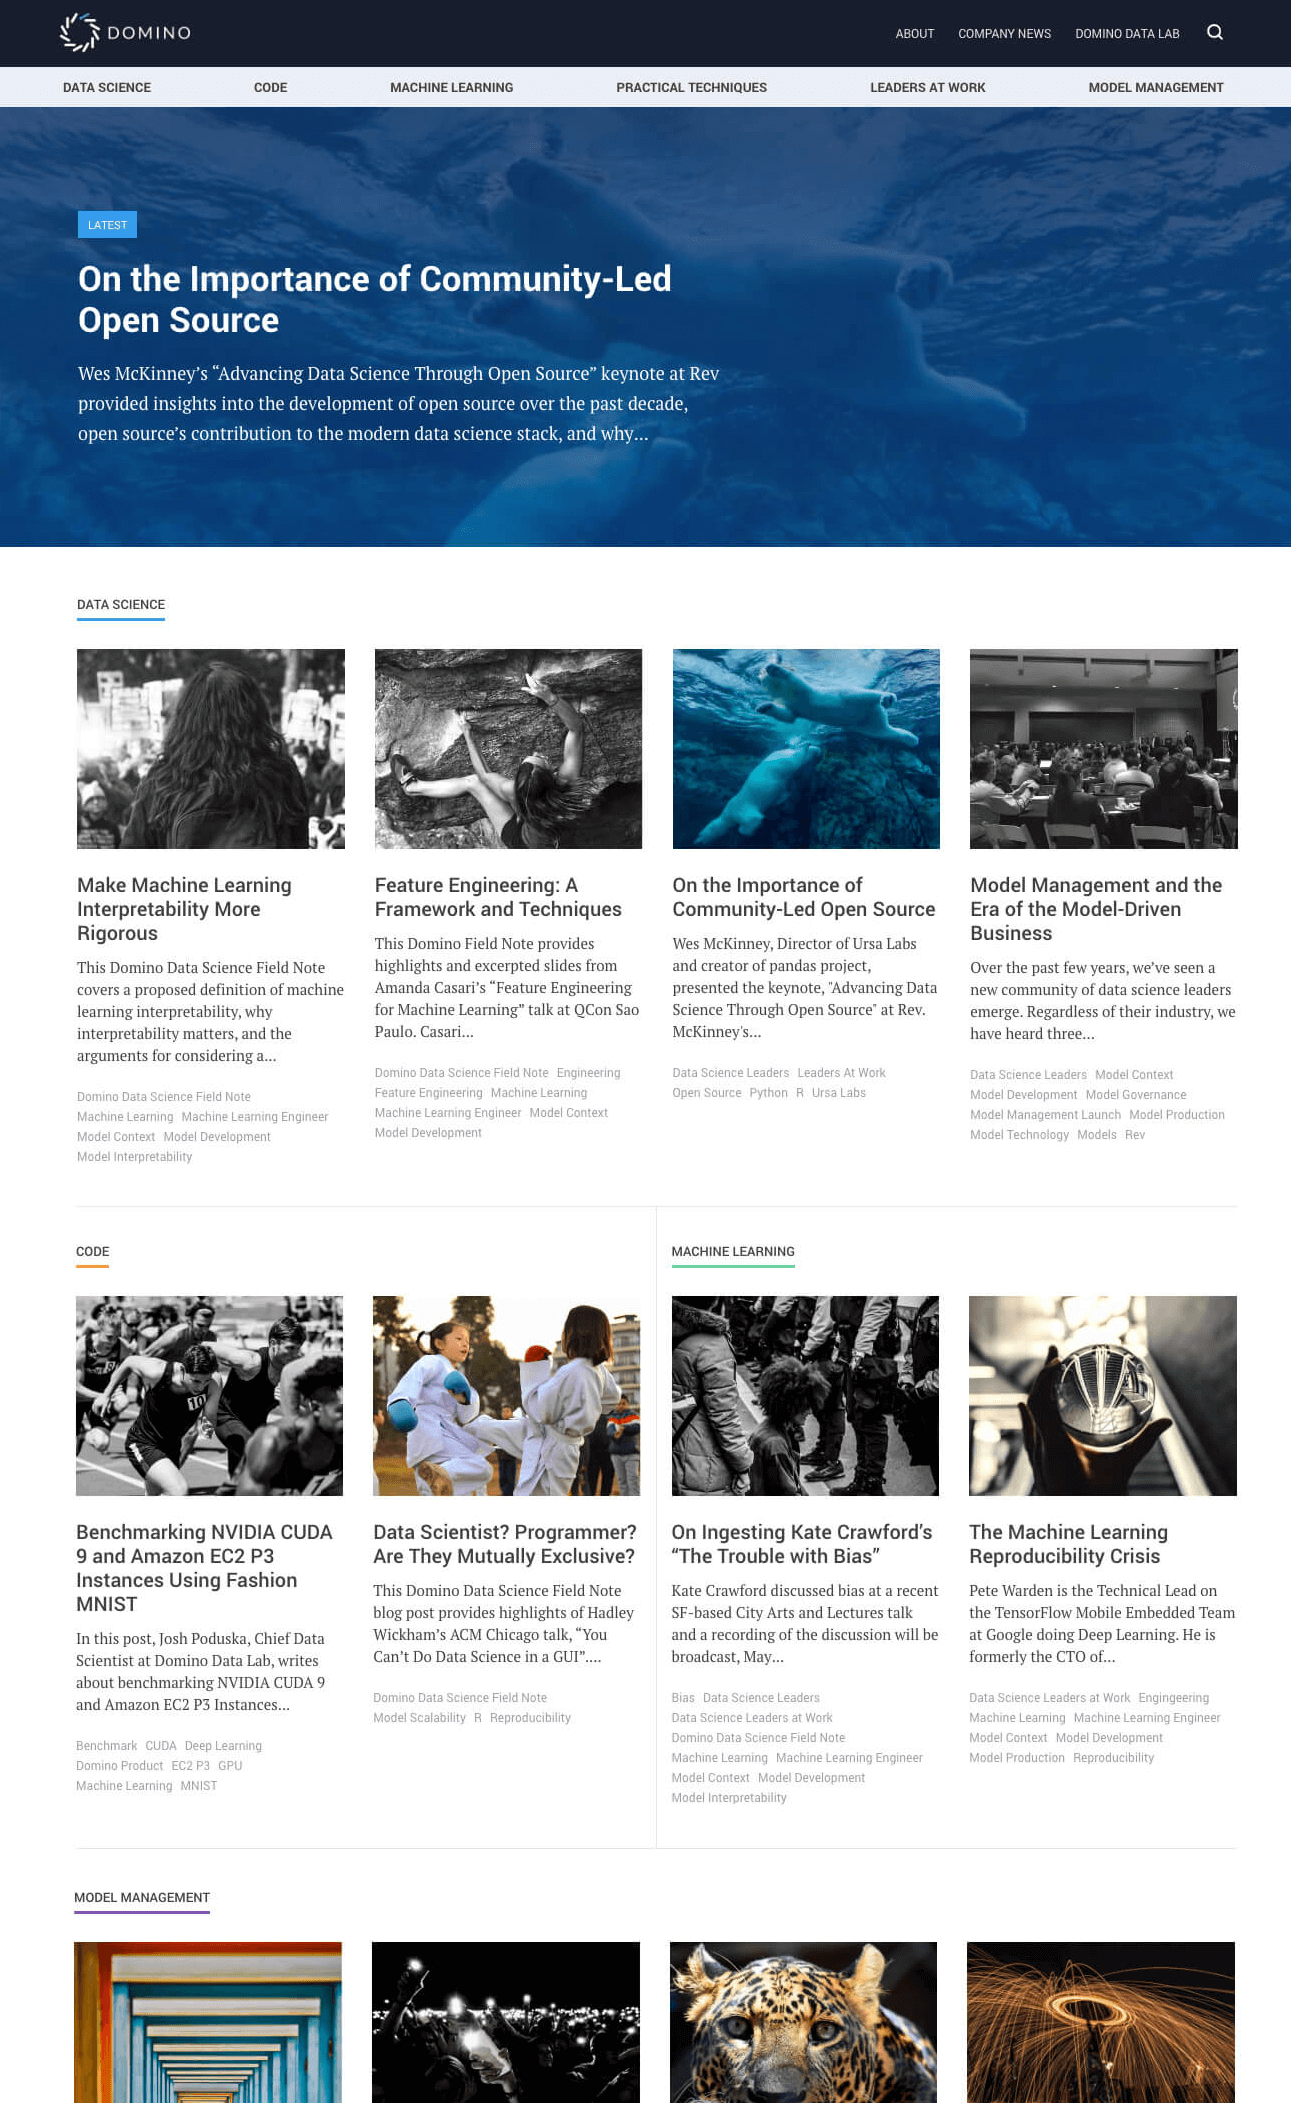 DOMINO
ABOUT COMPANY NEWS DOMINO DATA LAB
DATA SCIENCE CODE MACHINE LEARNING PRACTICAL TECHNIQUES LEADERS AT WORK MODEL MANAGEMENT
LATEST
On the Importance of Community-Led
Open Source
Wes McKinney’s “Advancing Data Science Through Open Source” keynote at Rev
provided insights into the development of open source over the past decade,
open source’s contribution to the modern data science stack, and why...
DATA SCIENCE
Make Machine Learning
Interpretability More
Rigorous
This Domino Data Science Field Note
covers a proposed definition of machine
learning interpretability, why
interpretability matters, and the
arguments for considering a...
Domino Data Science Field Note
Machine Learning Machine Learning Engineer
Model Context Model Development
Model Interpretability
Feature Engineering: A
Framework and Techniques
This Domino Field Note provides
highlights and excerpted slides from
Amanda Casari’s “Feature Engineering
for Machine Learning” talk at QCon Sao
Paulo. Casari...
Domino Data Science Field Note Engineering
Feature Engineering Machine Learning
Machine Learning Engineer Model Context
Model Development
On the Importance of
Community-Led Open Source
Wes McKinney, Director of Ursa Labs
and creator of pandas project,
presented the keynote, "Advancing Data
Science Through Open Source" at Rev.
McKinney's...
Data Science Leaders Leaders At Work
Open Source Python R Ursa Labs
Model Management and the
Era of the Model-Driven
Business
Over the past few years, we’ve seen a
new community of data science leaders
emerge. Regardless of their industry, we
have heard three...
Data Science Leaders Model Context
Model Development Model Governance
Model Management Launch Model Production
Model Technology Models Rev
CODE
10
Benchmarking NVIDIA CUDA
9 and Amazon EC2 P3
Instances Using Fashion
MNIST
In this post, Josh Poduska, Chief Data
Scientist at Domino Data Lab, writes
about benchmarking NVIDIA CUDA 9
and Amazon EC2 P3 Instances...
Benchmark CUDA Deep Learning
Domino Product EC2 P3 GPU
Machine Learning MNIST
Data Scientist? Programmer?
Are They Mutually Exclusive?
This Domino Data Science Field Note
blog post provides highlights of Hadley
Wickham’s ACM Chicago talk, “You
Can’t Do Data Science in a GUI”....
Domino Data Science Field Note
Model Scalability R Reproducibility
MACHINE LEARNING
On Ingesting Kate Crawford’s
“The Trouble with Bias”
Kate Crawford discussed bias at a recent
SF-based City Arts and Lectures talk
and a recording of the discussion will be
broadcast, May...
Bias Data Science Leaders
Data Science Leaders at Work
Domino Data Science Field Note
Machine Learning Machine Learning Engineer
Model Context Model Development
Model Interpretability
The Machine Learning
Reproducibility Crisis
Pete Warden is the Technical Lead on
the TensorFlow Mobile Embedded Team
at Google doing Deep Learning. He is
formerly the CTO of...
Data Science Leaders at Work Engingeering
Machine Learning Machine Learning Engineer
Model Context Model Development
Model Production Reproducibility
MODEL MANAGEMENT